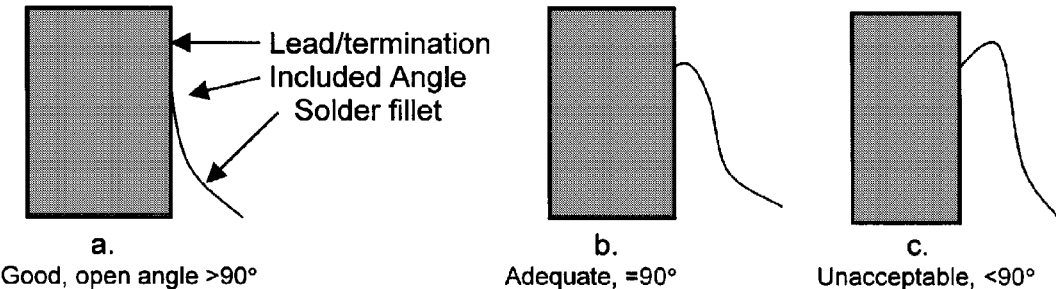 Lead/termination
Included Angle
Solder fillet
a.
Good, open angle >90°
b.
Adequate, =90°
c.
Unacceptable, <90°